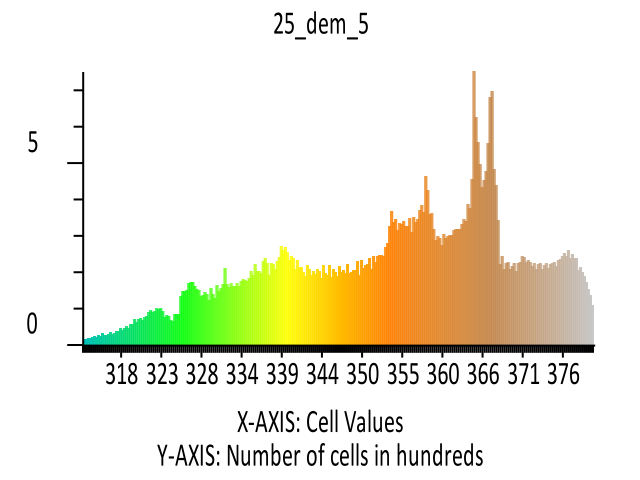 25_dem_5
5
0
318 323 328 334 339 344 350 355 360 366 371 376
X-AXIS: Cell Values
Y-AXIS: Number of cells in hundreds